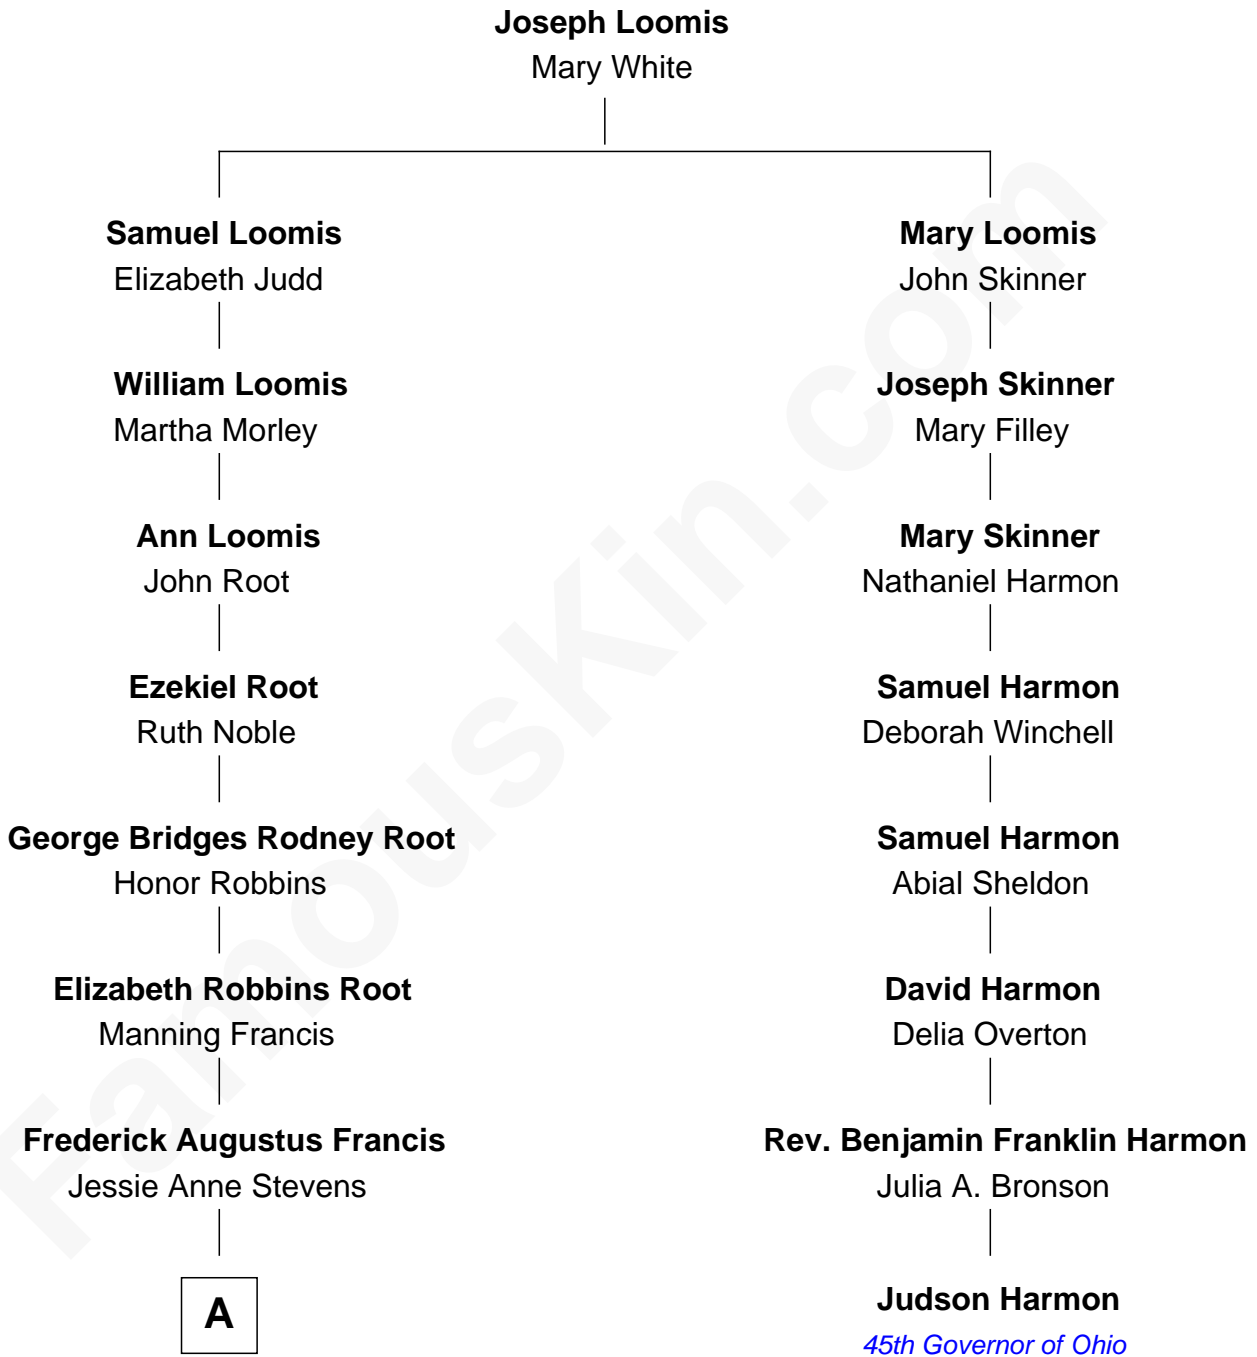 Joseph Loomis
Mary White
Samuel Loomis
Elizabeth Judd
William Loomis
Martha Morley
Ann Loomis
John Root
Ezekiel Root
Ruth Noble
George Bridges Rodney Root
Honor Robbins
Elizabeth Robbins Root
Manning Francis
Frederick Augustus Francis
Jessie Anne Stevens
A
Mary Loomis
John Skinner
Joseph Skinner
Mary Filley
Mary Skinner
Nathaniel Harmon
Samuel Harmon
Deborah Winchell
Samuel Harmon
Abial Sheldon
David Harmon
Delia Overton
Rev. Benjamin Franklin Harmon
Julia A. Bronson
Judson Harmon
45th Governor of Ohio
FamousKin.com